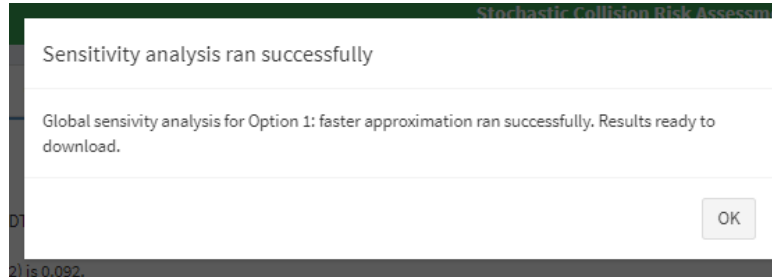 Stochastic Collision Risk Assessm
Sensitivity analysis ran successfully
Global sensivity analysis for Option 1: faster approximation ran successfully. Results ready to
download.
OK
2) is 0.092.